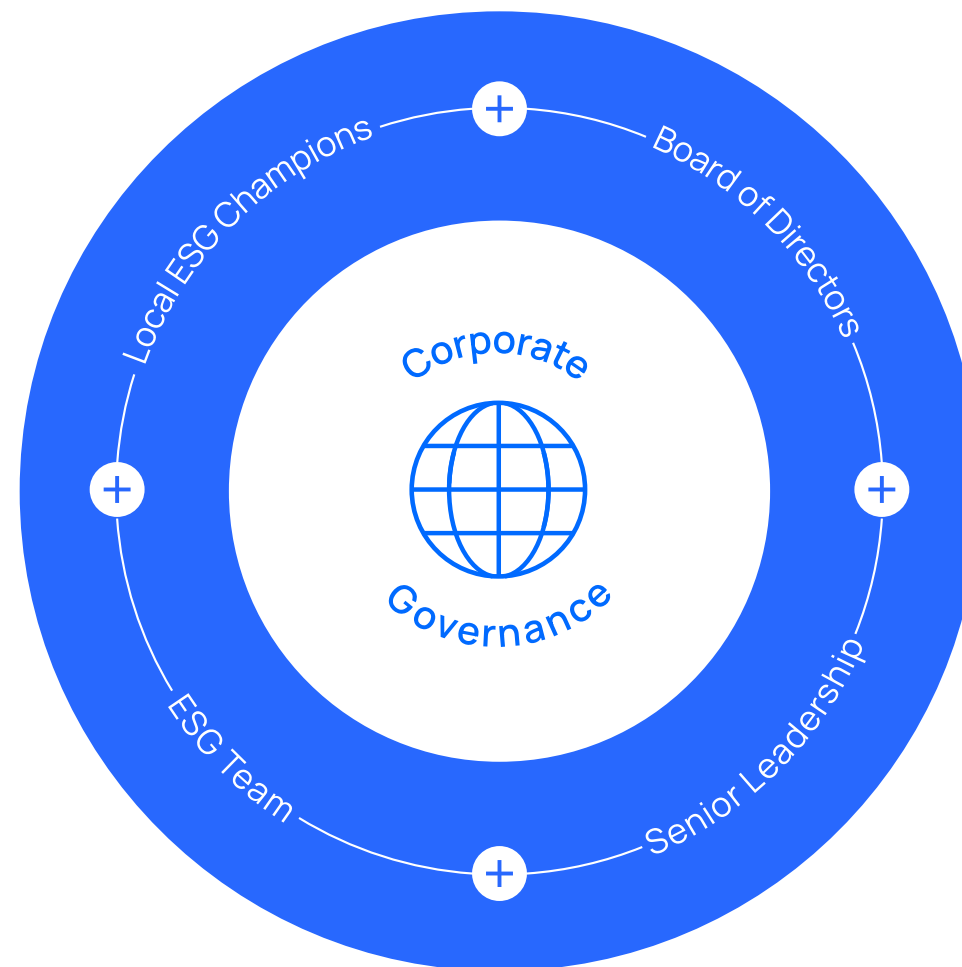 Local ESG Champions
Board of Directors
Corporate
Governance
ESG Team
Senior Leadership